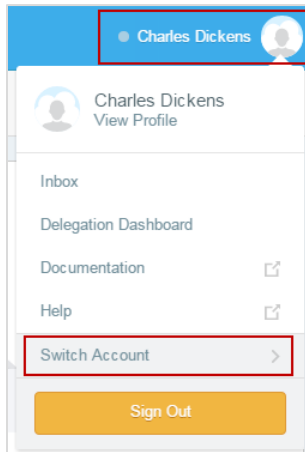 Charles Dickens
Charles Dickens
View Profile
Inbox
Delegation Dashboard
Documentation
Help
Switch Account
Sign Out